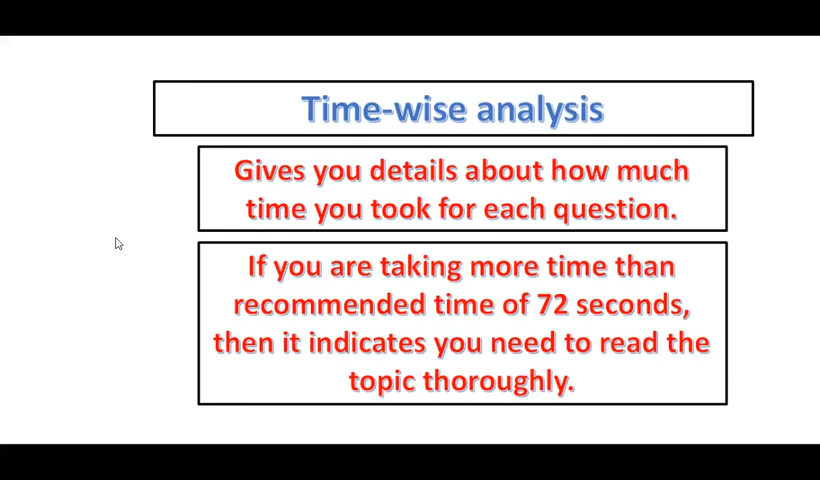 Time-wise analysis
Gives you details about how much
time you took for each question.
If you are taking more time than
recommended time of 72 seconds,
then it indicates you need to read the
topic thoroughly.